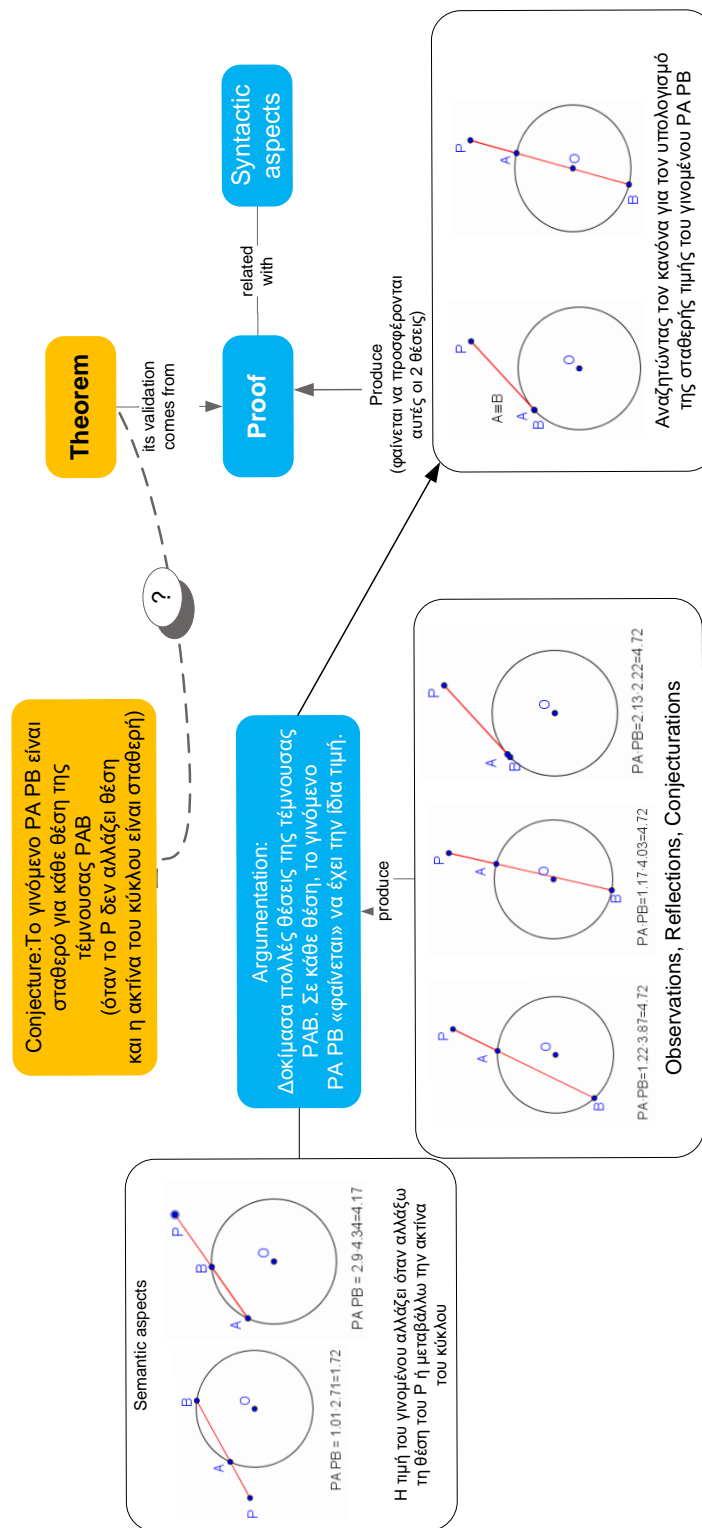 Conjecture:Το γινόμενο PA PB είναι
σταθερό για κάθε θέση της
τέμνουσας PAB
(όταν το P δεν αλλάζει θέση
και η ακτίνα του κύκλου είναι σταθερή)
?
Theorem
its validation
comes from
Proof
related
with
Syntactic
aspects
Semantic aspects
P
A
B
O
PA PB = 1.01·2.71=1.72
P
B
A
O
PA PB = 2.9·4.34=4.17
Η τιμή του γινομένου αλλάζει όταν αλλάξω
τη θέση του P ή μεταβάλλω την ακτίνα
του κύκλου
Argumentation:
Δοκίμασα πολλές θέσεις της τέμνουσας
PAB. Σε κάθε θέση, το γινόμενο
PA PB «φαίνεται» να έχει την ίδια τιμή.
produce
P
A
O
B
PA·PB=1.22·3.87=4.72
P
A
O
B
PA·PB=1.17·4.03=4.72
P
A
B
O
PA·PB=2.13·2.22=4.72
Observations, Reflections, Conjecturations
Produce
(φαίνεται να προσφέρονται
αυτές οι 2 θέσεις)
P
A≡B
A
B
O
P
A
O
B
Αναζητώντας τον κανόνα για τον υπολογισμό
της σταθερής τιμής του γινομένου PA PB